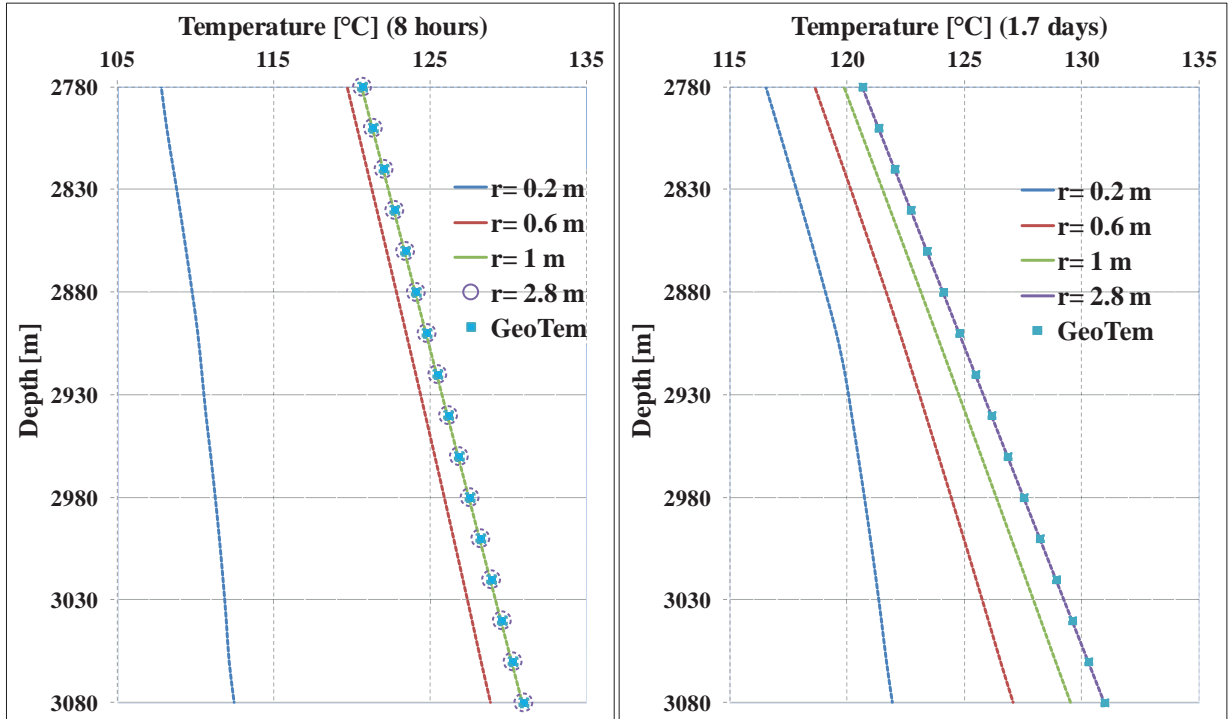 Temperature [°C] (8 hours)
105 115 125 135
2780
2830
2880
2930
2980
3030
3080
Depth [m]
r= 0.2 m
r= 0.6 m
r= 1 m
r= 2.8 m
GeoTem
Temperature [°C] (1.7 days)
115 120 125 130 135
2780
2830
2880
2930
2980
3030
3080
Depth [m]
r= 0.2 m
r= 0.6 m
r= 1 m
r= 2.8 m
GeoTem